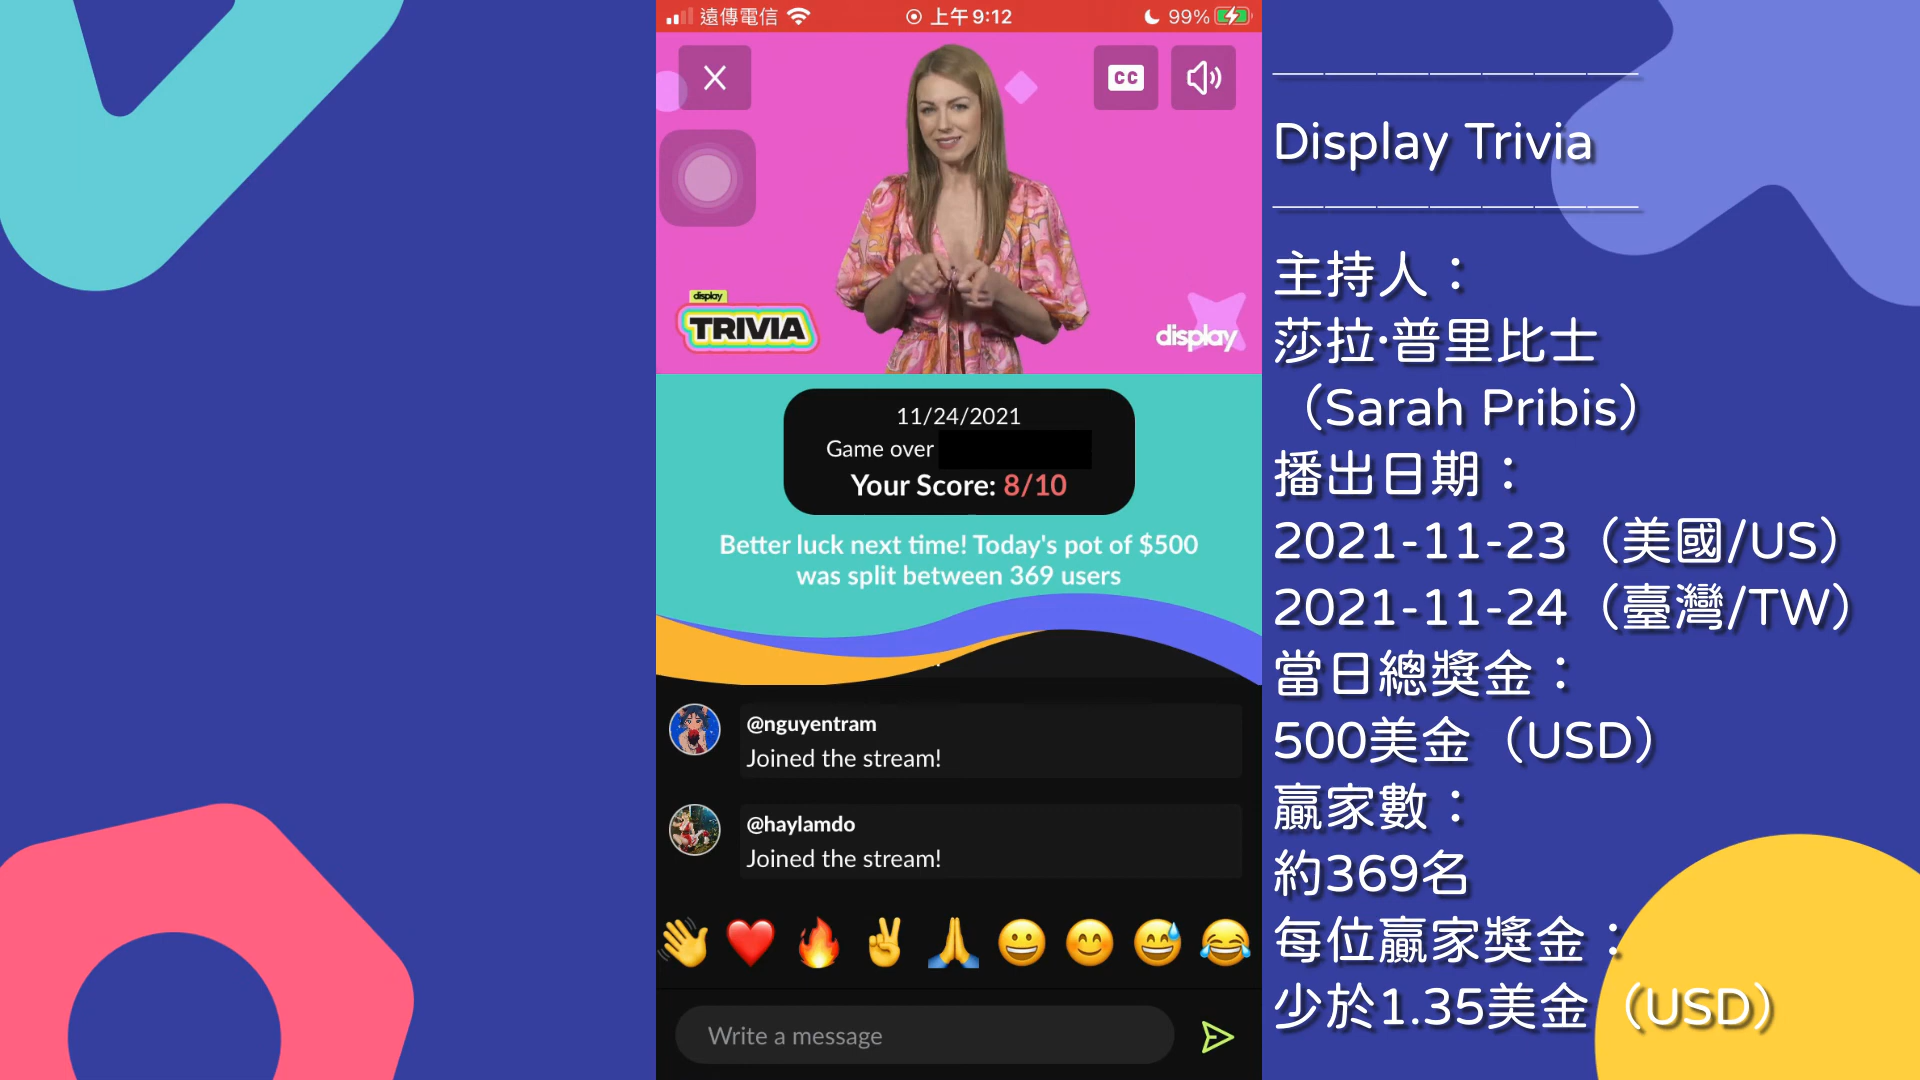 遠傳電信
上午9:12
99%
CC
display
TRIVIA
display
11/24/2021
Game over
Your Score: 8/10
Better luck next time! Today's pot of $500
was split between 369 users
@nguyentram
Joined the stream!
@haylamdo
Joined the stream!
Write a message
Display Trivia
主持人：
莎拉·普里比士
（Sarah Pribis）
播出日期：
2021-11-23（美國/US）
2021-11-24（臺灣/TW）
當日總獎金：
500美金（USD）
贏家數：
約369名
每位贏家獎金：
少於1.35美金（USD）